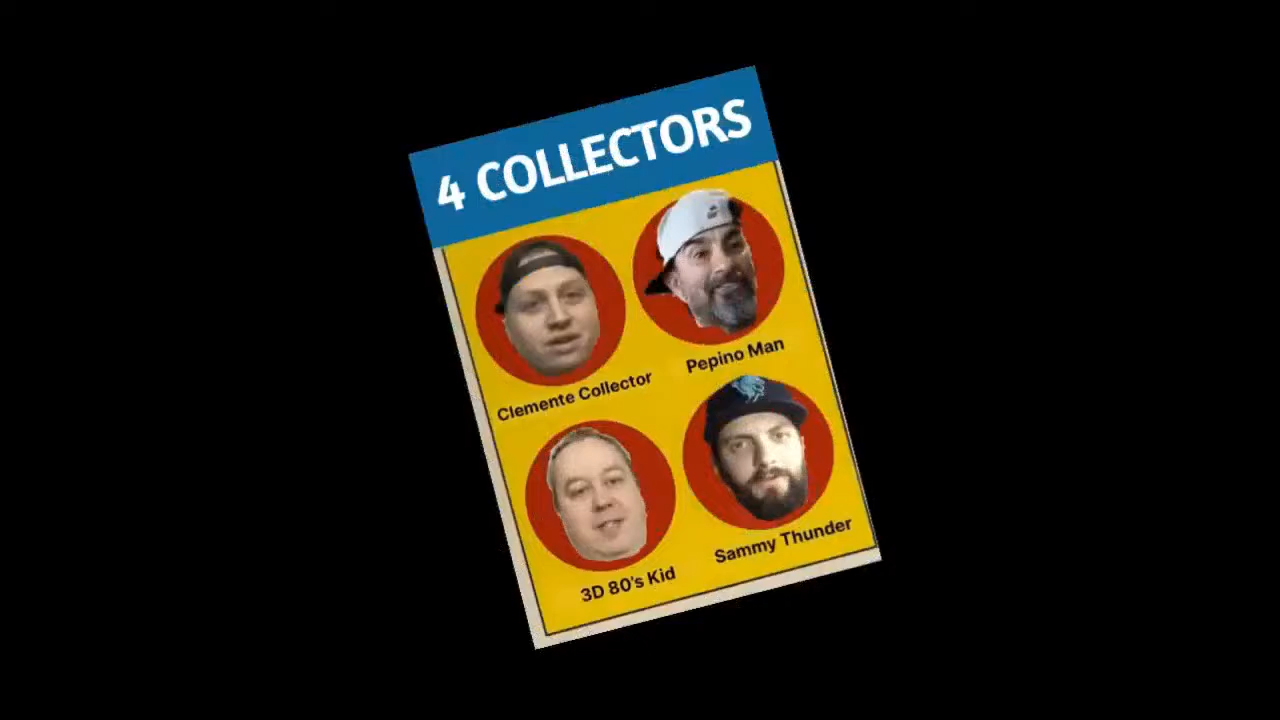 4 COLLECTORS
Clemente Collector
Pepino Man
3D 80's Kid
Sammy Thunder